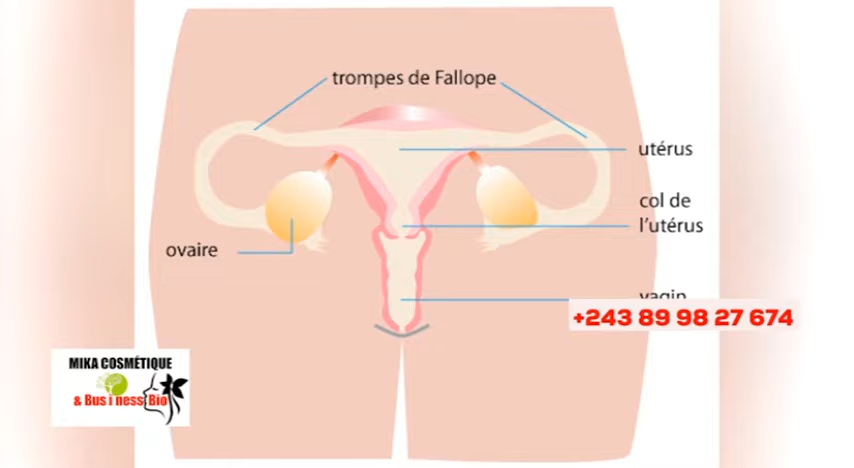 trompes de Fallope
utérus
col de
l'utérus
ovaire
vagin
+243 89 98 27 674
MIKA COSMÉTIQUE
& Bus i ness Bio